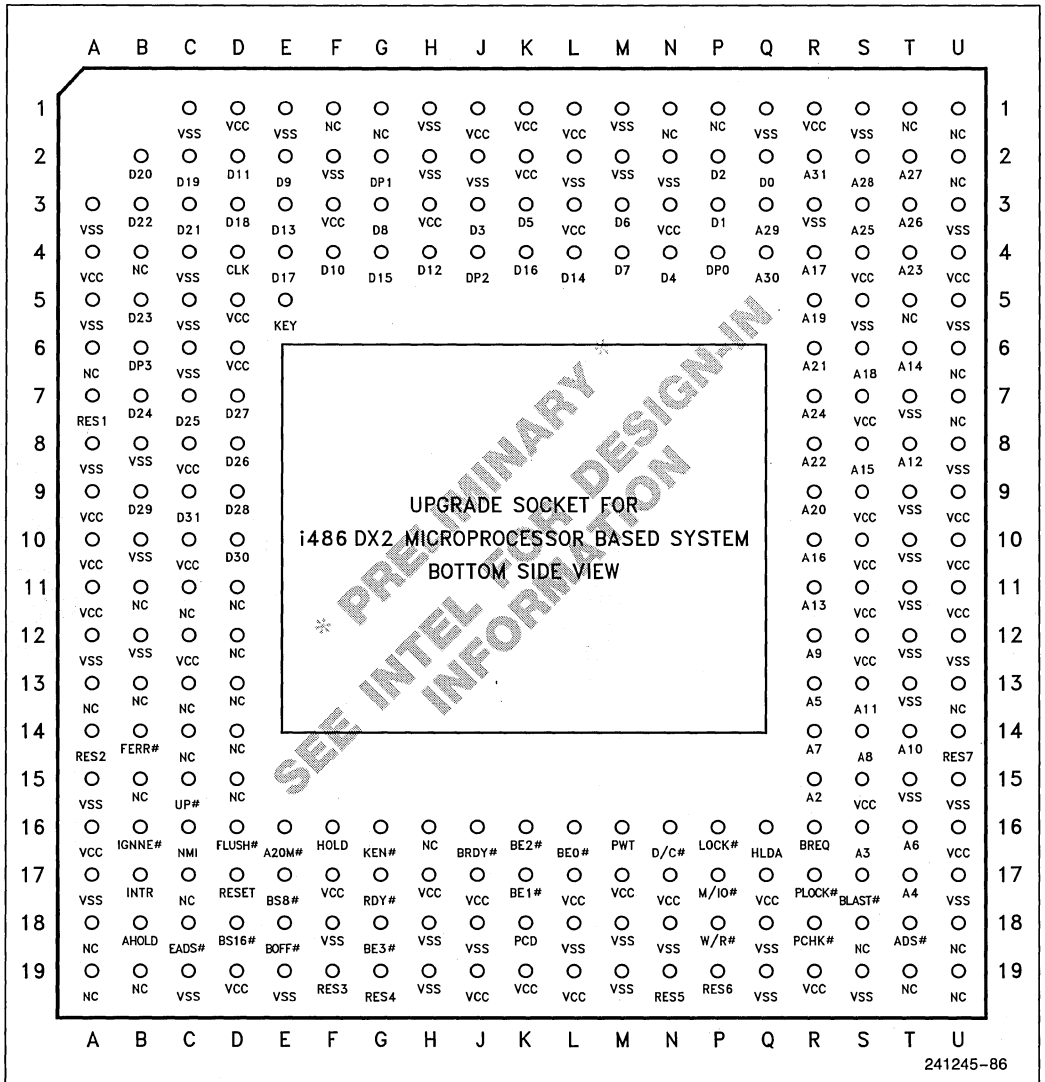 A B C D E F G H J K L M N P Q R S T U
1 VSS VCC VSS NC NC VSS VCC VCC VCC VSS NC NC VSS VCC VSS NC NC 1
2 D20 D19 D11 D9 VSS DP1 VSS VSS VCC VSS VSS VSS D2 D0 A31 A28 A27 NC 2
3 VSS D22 D21 D18 D13 VCC D8 VCC D3 D5 VCC D6 VCC D1 A29 VSS A25 A26 VSS 3
4 VCC NC VSS CLK D17 D10 D15 D12 DP2 D16 D14 D7 D4 DP0 A30 A17 VCC A23 VCC 4
5 VSS D23 VSS VCC KEY A19 VSS NC VSS 5
6 NC DP3 VSS VCC A21 A18 A14 NC 6
7 RES1 D24 D25 D27 A24 VCC VSS NC 7
8 VSS VSS VCC D26 A22 A15 A12 VSS 8
9 VCC D29 D31 D28 A20 VCC VSS VCC 9
10 VCC VSS VCC D30 A16 VCC VSS VCC 10
11 VCC NC NC NC A13 VCC VSS VCC 11
12 VSS VSS VCC NC A9 VCC VSS VSS 12
13 NC NC NC NC A5 A11 VSS NC 13
14 RES2 FERR# NC NC A7 A8 A10 RES7 14
15 VSS NC UP# NC A2 VCC VSS VSS 15
16 VCC IGNNE# NMI FLUSH# A20M# HOLD KEN# NC BRDY# BE2# BE0# PWT D/C# LOCK# HLDA BREQ A3 A6 VCC 16
17 VSS INTR NC RESET BS8# VCC RDY# VCC VCC BE1# VCC VCC VCC M/IO# VCC PLOCK# BLAST# A4 VSS 17
18 NC AHOLD EADS# BS16# BOFF# VSS BE3# VSS VSS PCD VSS VSS VSS W/R# VSS PCHK# NC ADS# NC 18
19 NC NC VSS VCC VSS RES3 RES4 VSS VCC VCC VCC VSS RES5 RES6 VSS VCC VSS NC NC 19
UPGRADE SOCKET FOR
i486 DX2 MICROPROCESSOR BASED SYSTEM
BOTTOM SIDE VIEW
* PRELIMINARY *
SEE INTEL FOR DESIGN-IN
INFORMATION
A B C D E F G H J K L M N P Q R S T U
241245-86